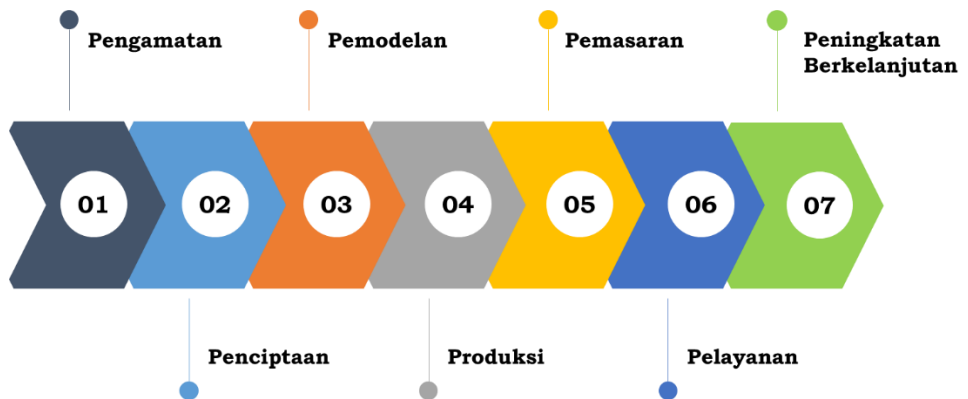 Pengamatan
Pemodelan
Pemasaran
Peningkatan
Berkelanjutan
01
02
03
04
05
06
07
Penciptaan
Produksi
Pelayanan